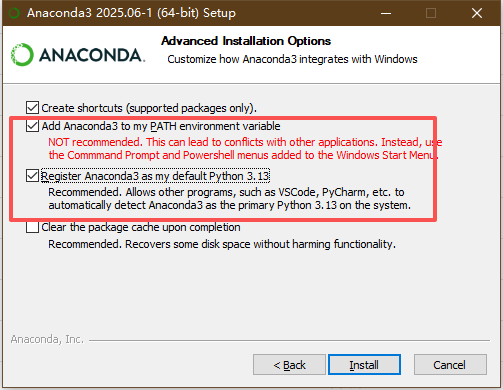 Anaconda3 2025.06-1 (64-bit) Setup
ANACONDA.
Advanced Installation Options
Customize how Anaconda3 integrates with Windows
Create shortcuts (supported packages only).
Add Anaconda3 to my PATH environment variable
NOT recommended. This can lead to conflicts with other applications. Instead, use
the Commmand Prompt and Powershell menus added to the Windows Start Menu.
Register Anaconda3 as my default Python 3.13
Recommended. Allows other programs, such as VSCode, PyCharm, etc. to
automatically detect Anaconda3 as the primary Python 3.13 on the system.
Clear the package cache upon completion
Recommended. Recovers some disk space without harming functionality.
Anaconda, Inc.
< Back
Install
Cancel